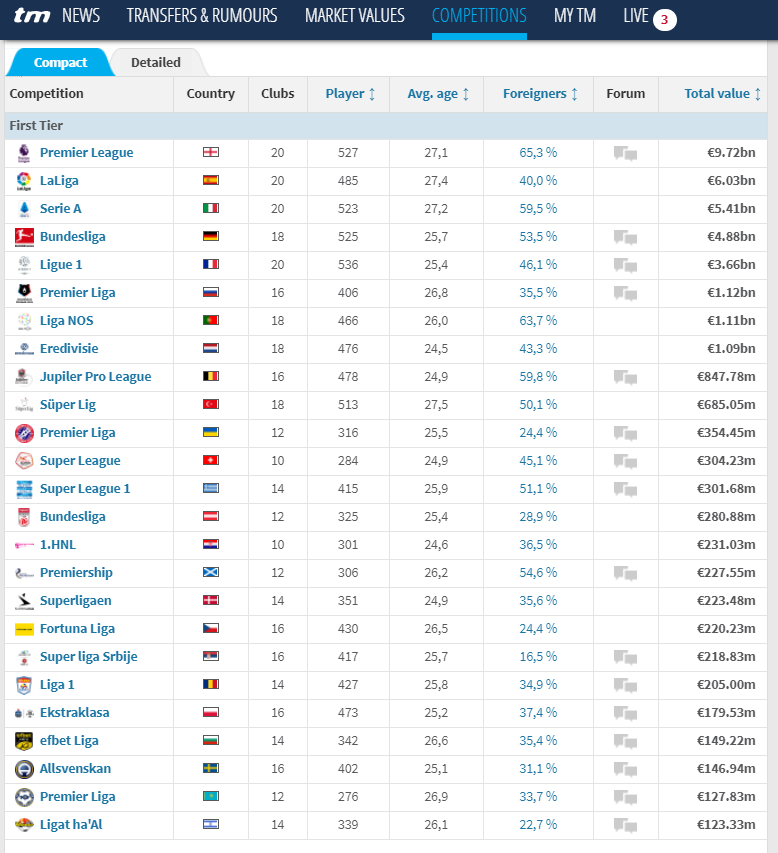 tm NEWS TRANSFERS & RUMOURS MARKET VALUES COMPETITIONS MY TM LIVE 3
Compact Detailed
Competition Country Clubs Player Avg. age Foreigners Forum Total value
First Tier
Premier League 20 527 27,1 65,3 % €9.72bn
LaLiga 20 485 27,4 40,0 % €6.03bn
Serie A 20 523 27,2 59,5 % €5.41bn
Bundesliga 18 525 25,7 53,5 % €4.88bn
Ligue 1 20 536 25,4 46,1 % €3.66bn
Premier Liga 16 406 26,8 35,5 % €1.12bn
Liga NOS 18 466 26,0 63,7 % €1.11bn
Eredivisie 18 476 24,5 43,3 % €1.09bn
Jupiler Pro League 16 478 24,9 59,8 % €847.78m
Süper Lig 18 513 27,5 50,1 % €685.05m
Premier Liga 12 316 25,5 24,4 % €354.45m
Super League 10 284 24,9 45,1 % €304.23m
Super League 1 14 415 25,9 51,1 % €301.68m
Bundesliga 12 325 25,4 28,9 % €280.88m
1.HNL 10 301 24,6 36,5 % €231.03m
Premiership 12 306 26,2 54,6 % €227.55m
Superligaen 14 351 24,9 35,6 % €223.48m
Fortuna Liga 16 430 26,5 24,4 % €220.23m
Super liga Srbije 16 417 25,7 16,5 % €218.83m
Liga 1 14 427 25,8 34,9 % €205.00m
Ekstraklasa 16 473 25,2 37,4 % €179.53m
efbet Liga 14 342 26,6 35,4 % €149.22m
Allsvenskan 16 402 25,1 31,1 % €146.94m
Premier Liga 12 276 26,9 33,7 % €127.83m
Ligat ha'Al 14 339 26,1 22,7 % €123.33m